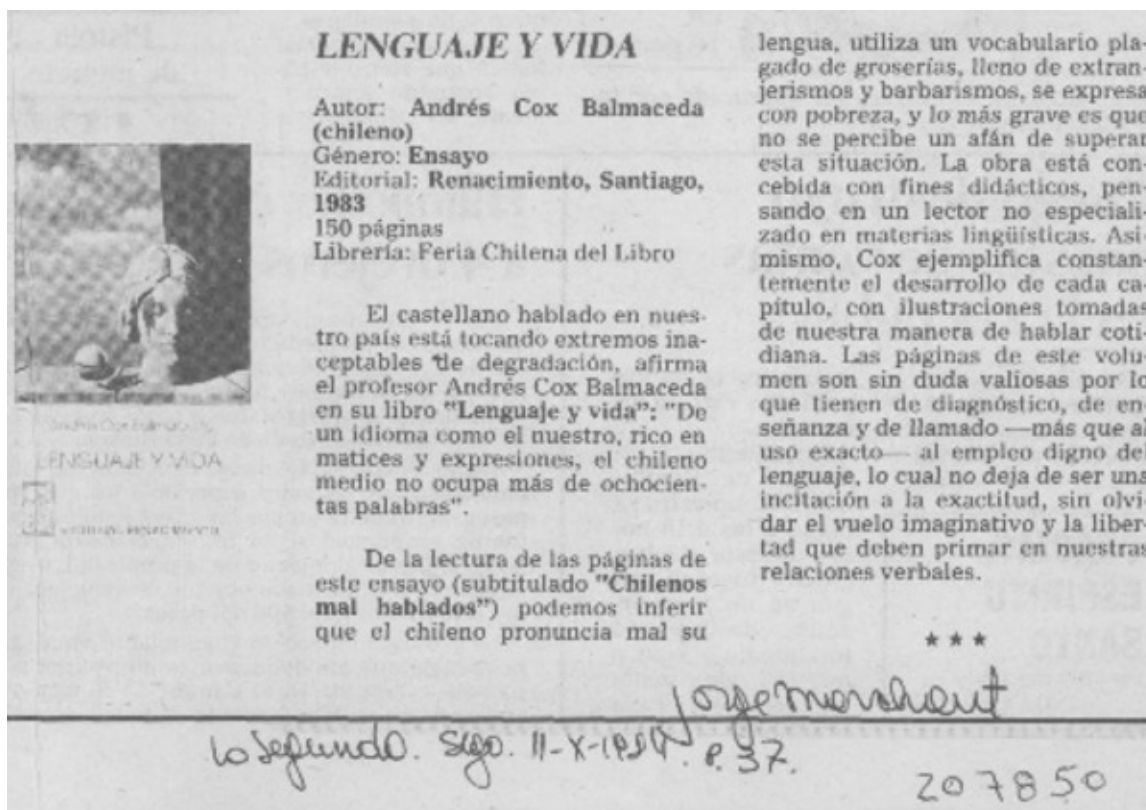 LENGUAJE Y VIDA
Autor: Andrés Cox Balmaceda
(chileno)
Género: Ensayo
Editorial: Renacimiento, Santiago,
1983
150 páginas
Librería: Feria Chilena del Libro
El castellano hablado en nues-
tro país está tocando extremos ina-
ceptables de degradación, afirma
el profesor Andrés Cox Balmaceda
en su libro "Lenguaje y vida": "De
un idioma como el nuestro, rico en
matices y expresiones, el chileno
medio no ocupa más de ochocien-
tas palabras".
De la lectura de las páginas de
este ensayo (subtitulado "Chilenos
mal hablados") podemos inferir
que el chileno pronuncia mal su
lengua, utiliza un vocabulario pla-
gado de groserías, lleno de extran-
jerismos y barbarismos, se expresa
con pobreza, y lo más grave es que
no se percibe un afán de superar
esta situación. La obra está con-
cebida con fines didácticos, pen-
sando en un lector no especiali-
zado en materias lingüísticas. Asi-
mismo, Cox ejemplifica constan-
temente el desarrollo de cada ca-
pítulo, con ilustraciones tomadas
de nuestra manera de hablar coti-
diana. Las páginas de este volu-
men son sin duda valiosas por lo
que tienen de diagnóstico, de en-
señanza y de llamado —más que al
uso exacto— al empleo digno del
lenguaje, lo cual no deja de ser una
incitación a la exactitud, sin olvi-
dar el vuelo imaginativo y la liber-
tad que deben primar en nuestras
relaciones verbales.
***
Jorge Marchant
La Segunda. Stgo. 11-X-1984. p. 37.
207850